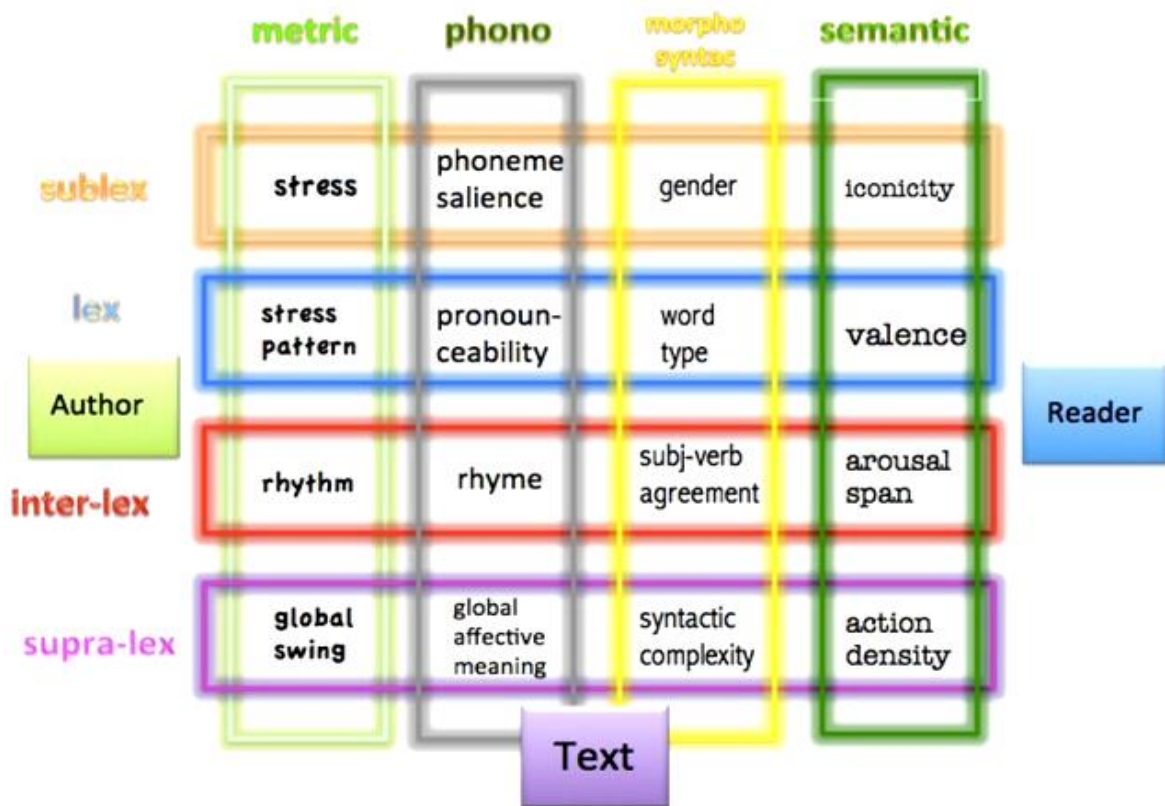 metric
phono
morpho
syntac
semantic
sublex
stress
phoneme
salience
gender
iconicity
lex
stress
pattern
pronoun-
ceability
word
type
valence
Author
Reader
inter-lex
rhythm
rhyme
subj-verb
agreement
arousal
span
supra-lex
global
swing
global
affective
meaning
syntactic
complexity
action
density
Text